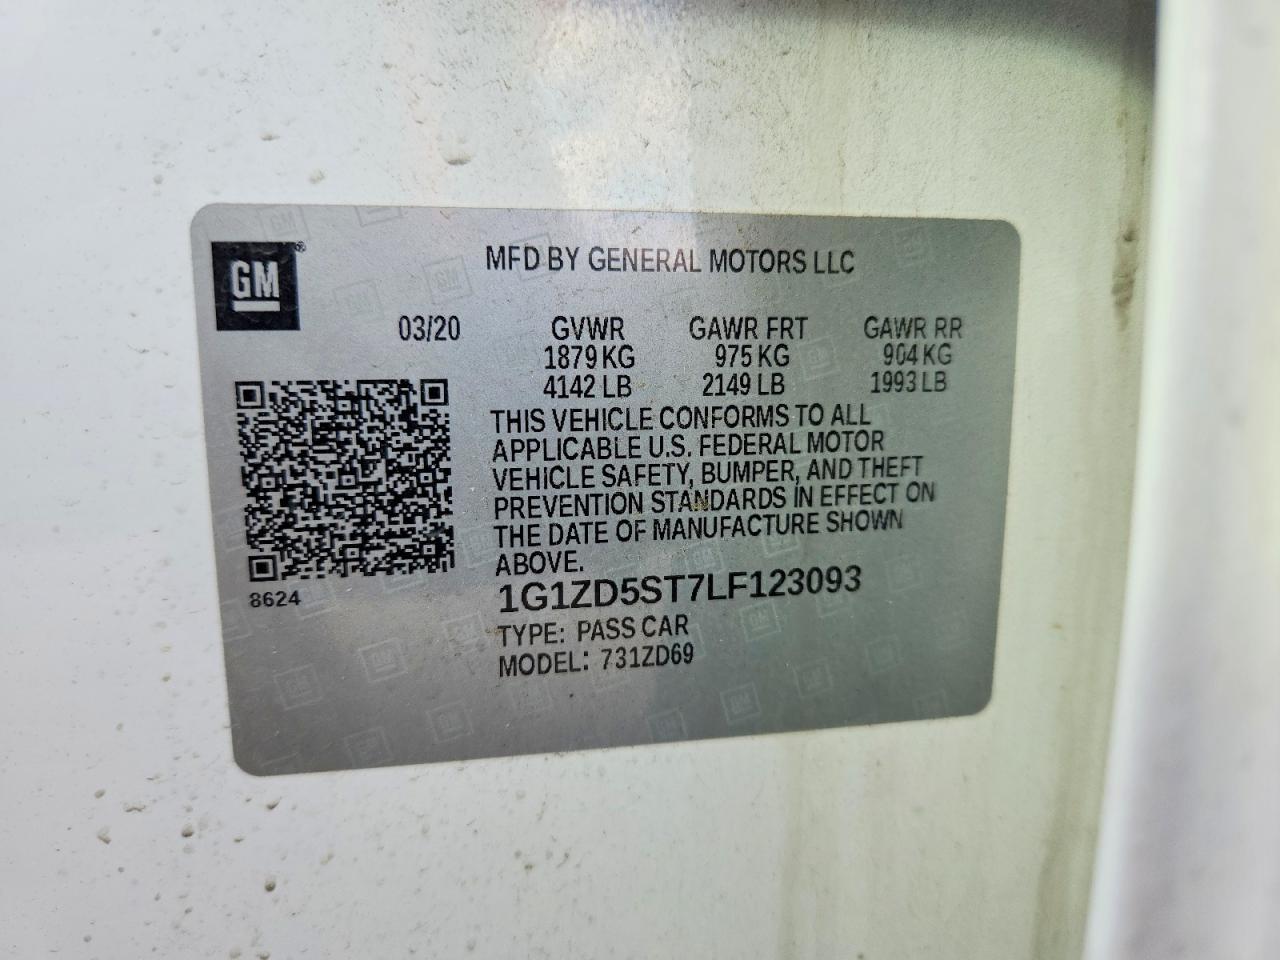 GM®
MFD BY GENERAL MOTORS LLC
03/20 GVWR GAWR FRT GAWR RR
1879 KG 975 KG 904 KG
4142 LB 2149 LB 1993 LB
THIS VEHICLE CONFORMS TO ALL
APPLICABLE U.S. FEDERAL MOTOR
VEHICLE SAFETY, BUMPER, AND THEFT
PREVENTION STANDARDS IN EFFECT ON
THE DATE OF MANUFACTURE SHOWN
ABOVE.
8624
1G1ZD5ST7LF123093
TYPE: PASS CAR
MODEL: 731ZD69